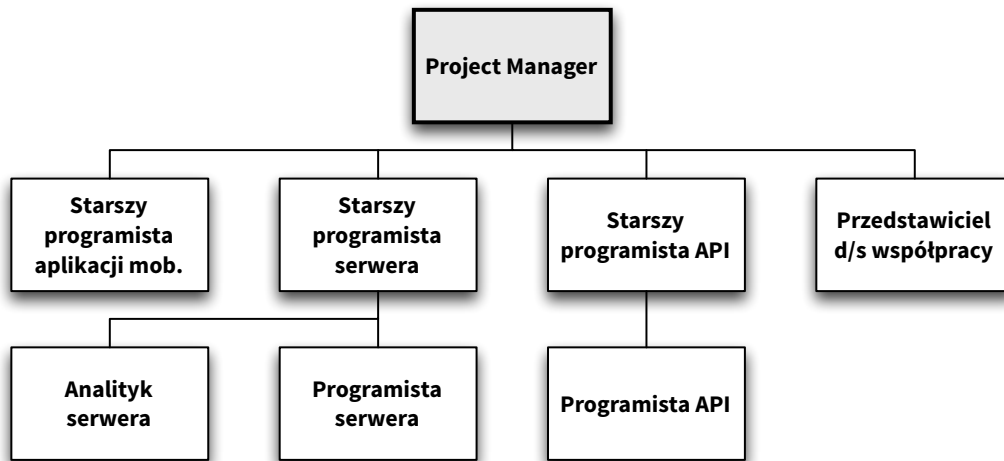 Project Manager
Starszy
programista
aplikacji mob.
Starszy
programista
serwera
Starszy
programista API
Przedstawiciel
d/s współpracy
Analityk
serwera
Programista
serwera
Programista API